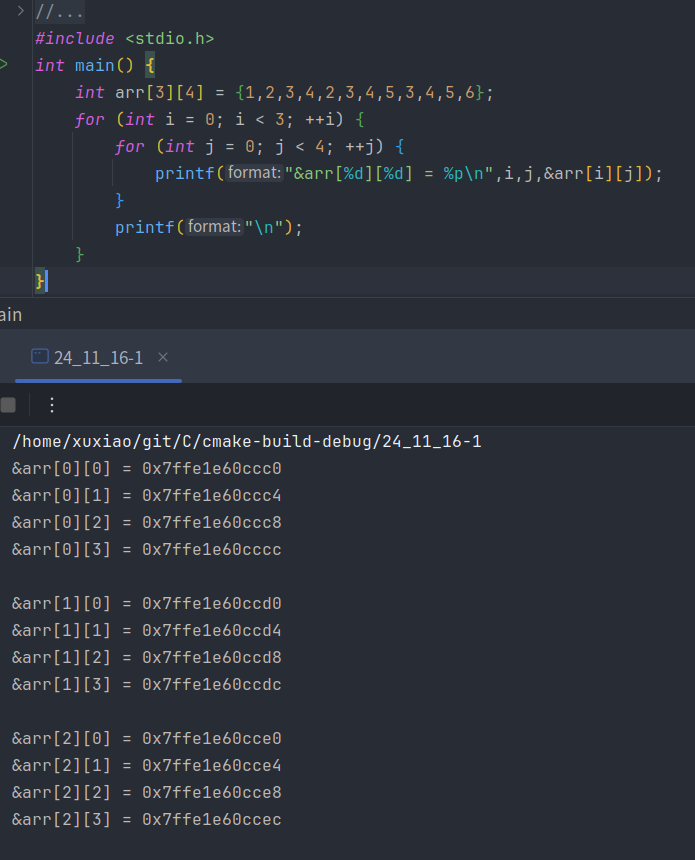 //...
#include <stdio.h>
int main() {
    int arr[3][4] = {1,2,3,4,2,3,4,5,3,4,5,6};
    for (int i = 0; i < 3; ++i) {
        for (int j = 0; j < 4; ++j) {
            printf(format:"&arr[%d][%d] = %p\n",i,j,&arr[i][j]);
        }
        printf(format:"\n");
    }
}
ain
24_11_16-1
/home/xuxiao/git/C/cmake-build-debug/24_11_16-1
&arr[0][0] = 0x7ffe1e60ccc0
&arr[0][1] = 0x7ffe1e60ccc4
&arr[0][2] = 0x7ffe1e60ccc8
&arr[0][3] = 0x7ffe1e60cccc
&arr[1][0] = 0x7ffe1e60ccd0
&arr[1][1] = 0x7ffe1e60ccd4
&arr[1][2] = 0x7ffe1e60ccd8
&arr[1][3] = 0x7ffe1e60ccdc
&arr[2][0] = 0x7ffe1e60cce0
&arr[2][1] = 0x7ffe1e60cce4
&arr[2][2] = 0x7ffe1e60cce8
&arr[2][3] = 0x7ffe1e60ccec